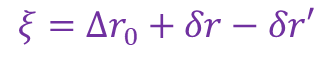 ξ = Δr₀ + δr − δr′